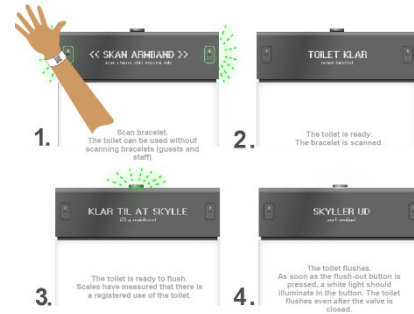 << SKAN ARMBAND >>
TOILET KLAR
1.
Scan bracelet.
The toilet can be used without
scanning bracelets (guests and
staff)
2.
The toilet is ready.
The bracelet is scanned.
KLAR TIL AT SKYLLE
SKYLLER UD
3.
The toilet is ready to flush.
Scales have measured that there is
a registered use of the toilet.
4.
The toilet flushes.
As soon as the flush-out button is
pressed, a white light should
illuminate in the button. The toilet
flushes even after the valve is
closed.